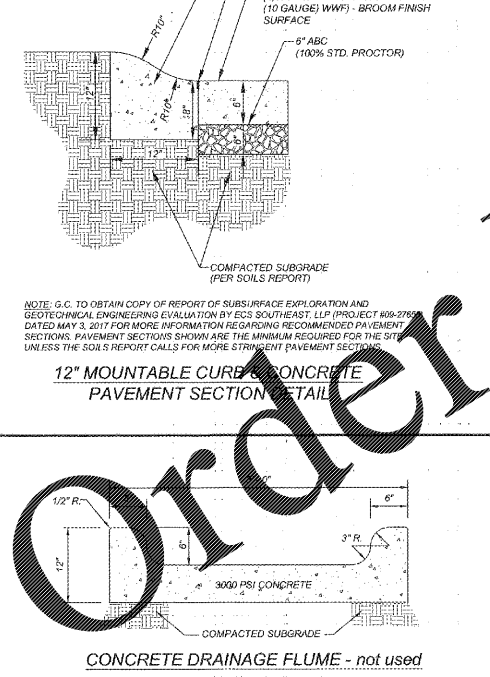 (10 GAUGE) WWF) - BROOM FINISH
SURFACE
6" ABC
(100% STD. PROCTOR)
R10"
12"
R10"
8"
6"
6"
12"
COMPACTED SUBGRADE
(PER SOILS REPORT)
NOTE: G.C. TO OBTAIN COPY OF REPORT OF SUBSURFACE EXPLORATION AND
GEOTECHNICAL ENGINEERING EVALUATION BY ECS SOUTHEAST, LLP (PROJECT #09-2765
DATED MAY 3, 2017 FOR MORE INFORMATION REGARDING RECOMMENDED PAVEMENT
SECTIONS. PAVEMENT SECTIONS SHOWN ARE THE MINIMUM REQUIRED FOR THE SITE
UNLESS THE SOILS REPORT CALLS FOR MORE STRINGENT PAVEMENT SECTIONS.
12" MOUNTABLE CURB & CONCRETE
PAVEMENT SECTION DETAIL
Order
1/2" R.
6"
12"
6"
3" R.
3000 PSI CONCRETE
COMPACTED SUBGRADE
CONCRETE DRAINAGE FLUME - not used